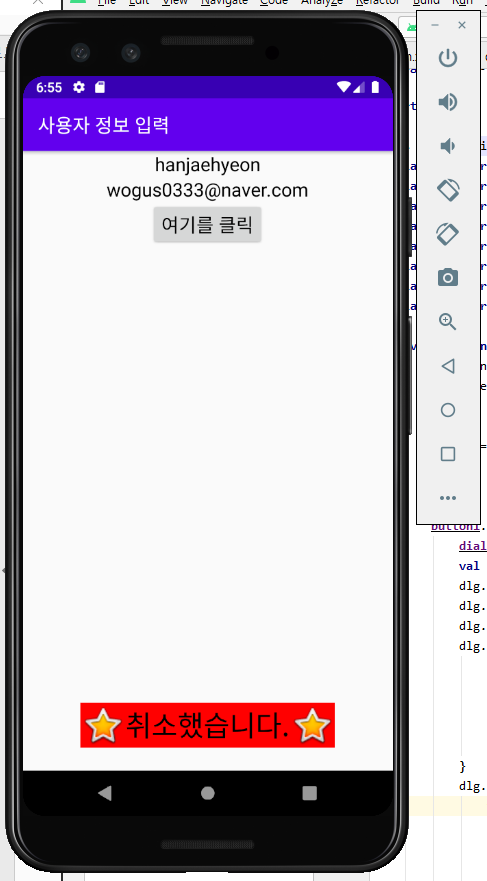 File Edit View Navigate Code Analyze Refactor Build Run
6:55
사용자 정보 입력
hanjaehyeon
wogus0333@naver.com
여기를 클릭
button1.
dial
val
dlg.
dlg.
dlg.
dlg.
취소했습니다.
}
dlg.